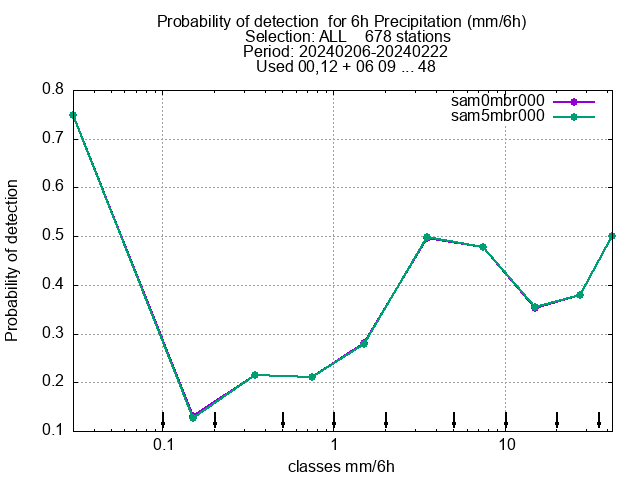 Probability of detection  for 6h Precipitation (mm/6h)
Selection: ALL    678 stations
Period: 20240206-20240222
Used 00,12 + 06 09 ... 48
sam0mbr000
sam5mbr000
0.8
0.7
0.6
0.5
0.4
0.3
0.2
0.1
Probability of detection
0.1 1 10
classes mm/6h